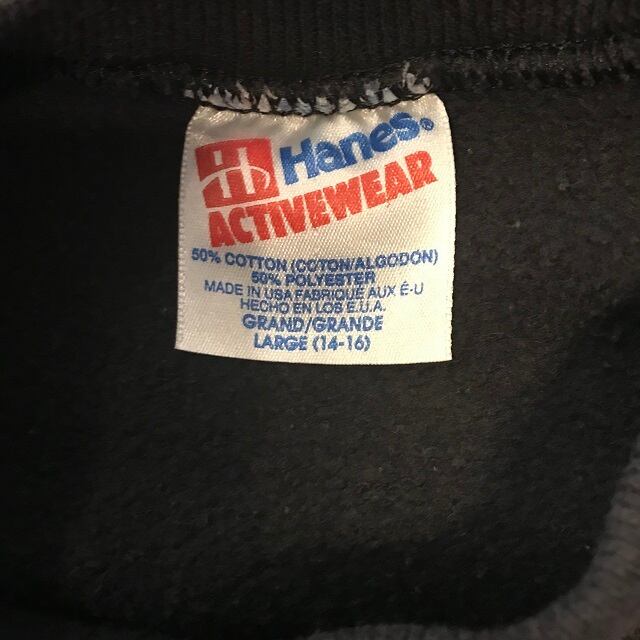 Hanes®
ACTIVEWEAR
50% COTTON (COTON/ALGODON)
50% POLYESTER
MADE IN USA FABRIQUE AUX É-U
HECHO EN LOS E.U.A.
GRAND/GRANDE
LARGE (14-16)